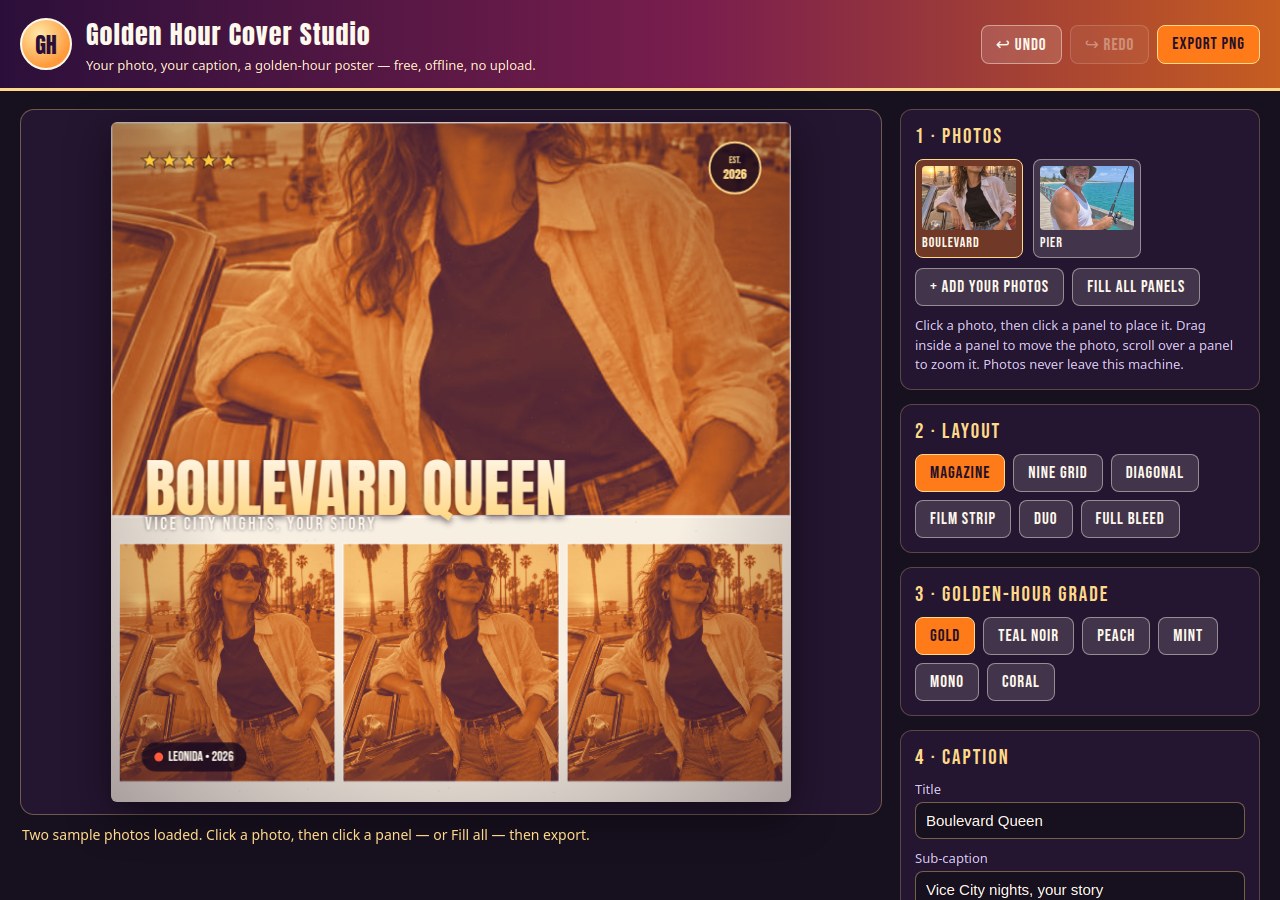 GH
Golden Hour Cover Studio
Your photo, your caption, a golden-hour poster — free, offline, no upload.
↩ UNDO
↪ REDO
EXPORT PNG
EST.
2026
BOULEVARD QUEEN
VICE CITY NIGHTS, YOUR STORY
LEONIDA • 2026
Two sample photos loaded. Click a photo, then click a panel — or Fill all — then export.
1 · PHOTOS
BOULEVARD
PIER
+ ADD YOUR PHOTOS
FILL ALL PANELS
Click a photo, then click a panel to place it. Drag
inside a panel to move the photo, scroll over a panel
to zoom it. Photos never leave this machine.
2 · LAYOUT
MAGAZINE
NINE GRID
DIAGONAL
FILM STRIP
DUO
FULL BLEED
3 · GOLDEN-HOUR GRADE
GOLD
TEAL NOIR
PEACH
MINT
MONO
CORAL
4 · CAPTION
Title
Boulevard Queen
Sub-caption
Vice City nights, your story